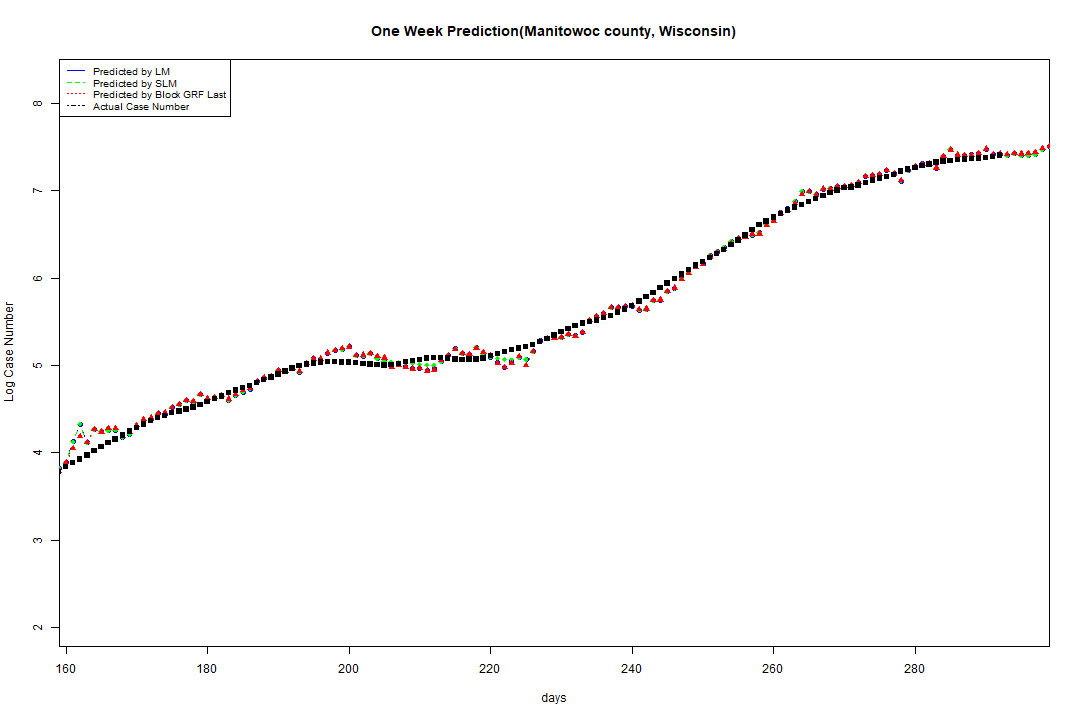 One Week Prediction(Manitowoc county, Wisconsin)
Predicted by LM
Predicted by SLM
Predicted by Block GRF Last
Actual Case Number
8
7
6
5
4
3
2
Log Case Number
160 180 200 220 240 260 280
days